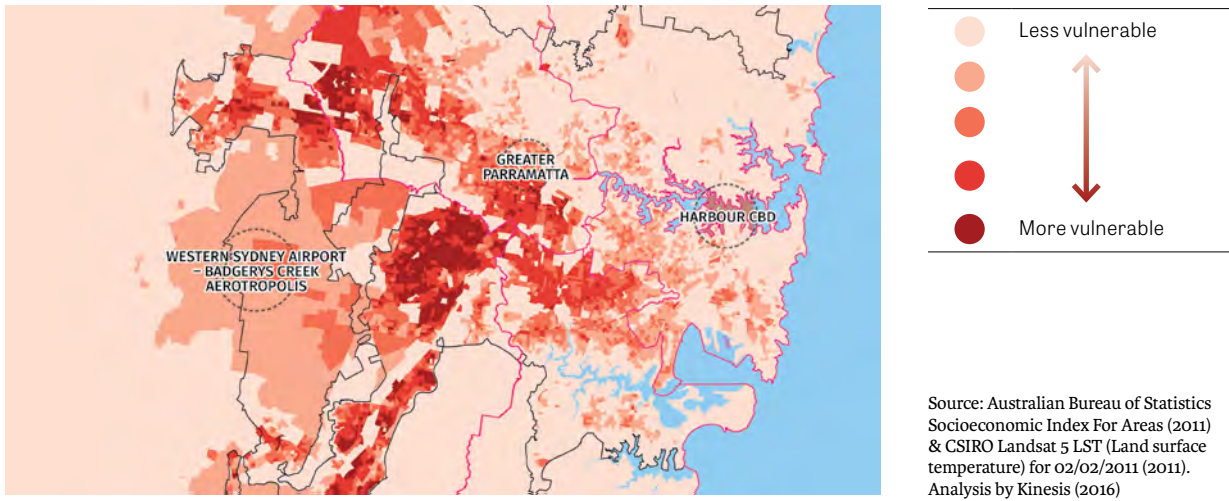 GREATER
PARRAMATTA
HARBOUR CBD
WESTERN SYDNEY AIRPORT
– BADGERYS CREEK
AEROTROPOLIS
Less vulnerable
More vulnerable
Source: Australian Bureau of Statistics
Socioeconomic Index For Areas (2011)
& CSIRO Landsat 5 LST (Land surface
temperature) for 02/02/2011 (2011).
Analysis by Kinesis (2016)